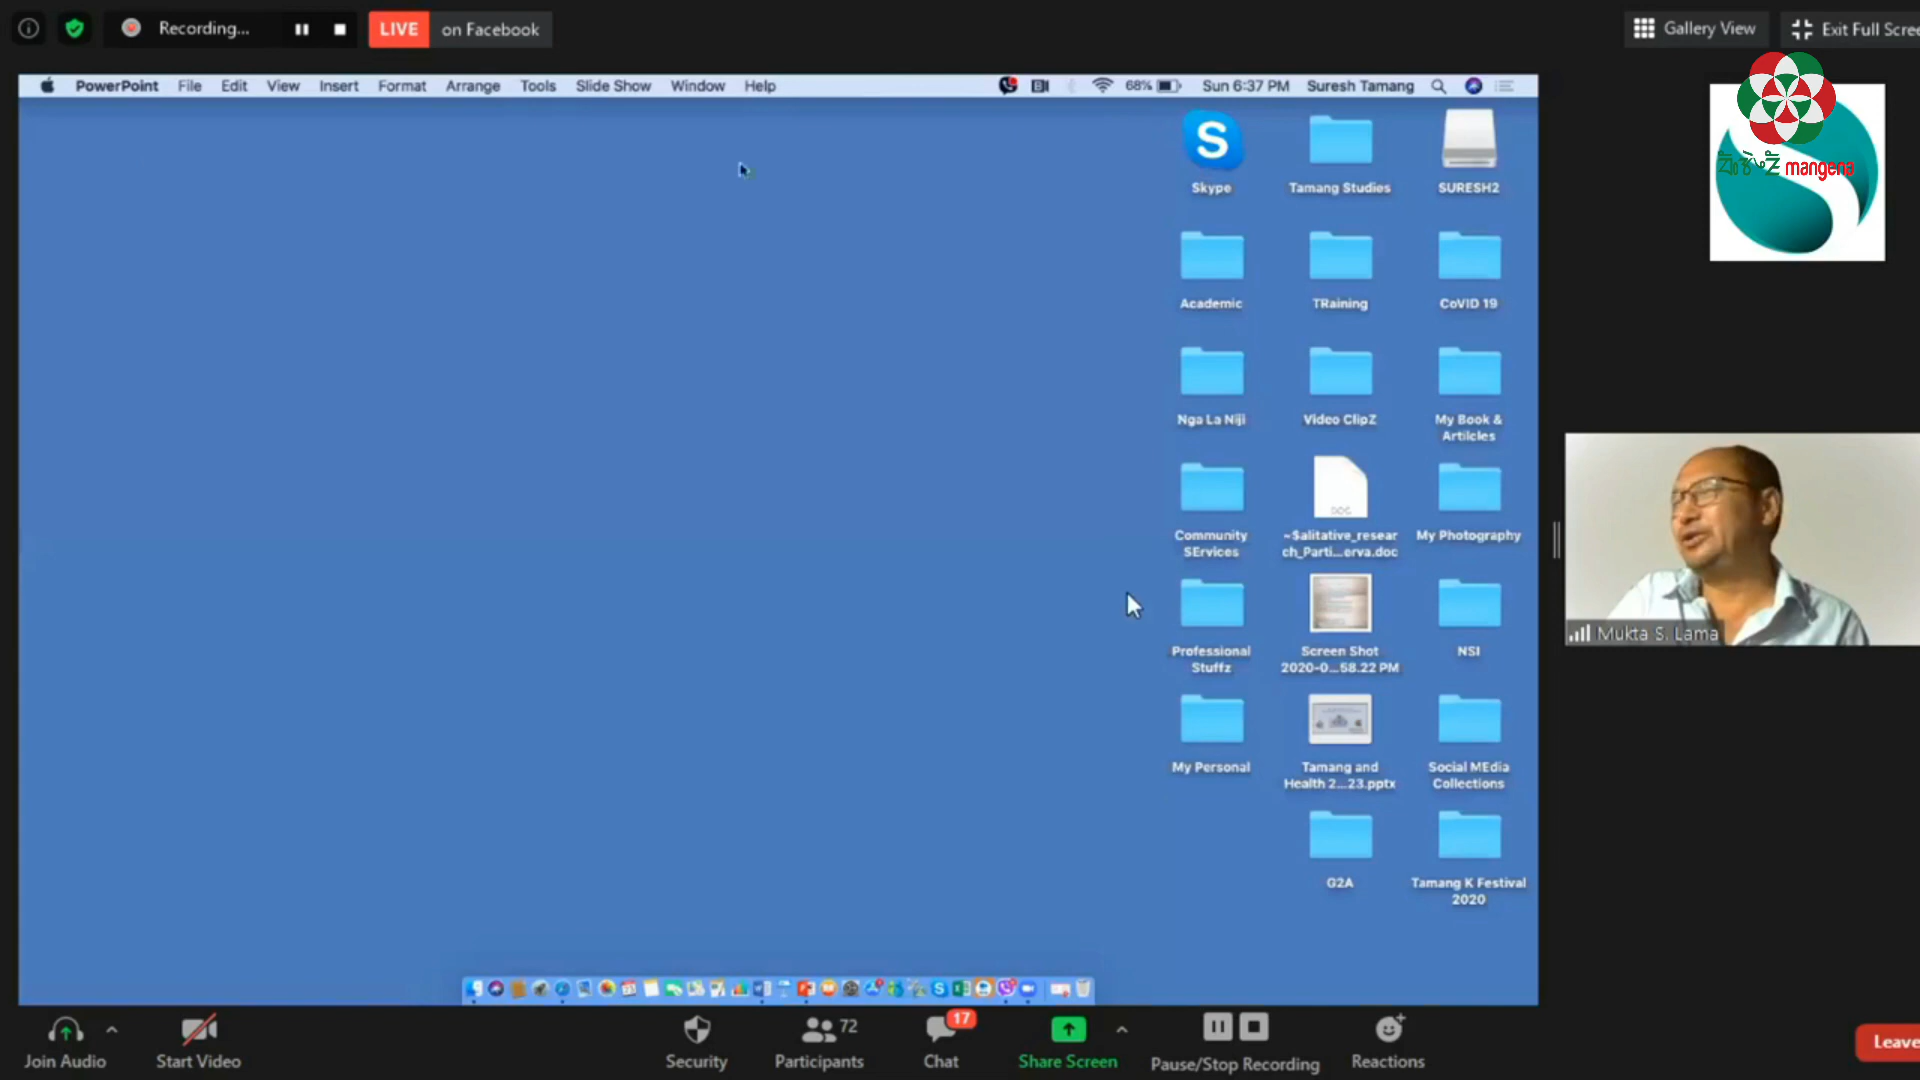 Recording...
LIVE on Facebook
Gallery View
Exit Full Scree
PowerPoint File Edit View Insert Format Arrange Tools Slide Show Window Help
68% Sun 6:37 PM Suresh Tamang
mangena
S
Skype
Tamang Studies
SURESH2
Academic
TRaining
CoVID 19
Nga La Niji
Video ClipZ
My Book &
Artilcles
DOC
Community
SErvices
~$alitative_resear
ch_Parti...erva.doc
My Photography
Professional
Stuffz
Screen Shot
2020-0...58.22 PM
NSI
My Personal
Tamang and
Health 2...23.pptx
Social MEdia
Collections
G2A
Tamang K Festival
2020
Mukta S. Lama
Join Audio
Start Video
Security
72
Participants
17
Chat
Share Screen
Pause/Stop Recording
Reactions
Leave